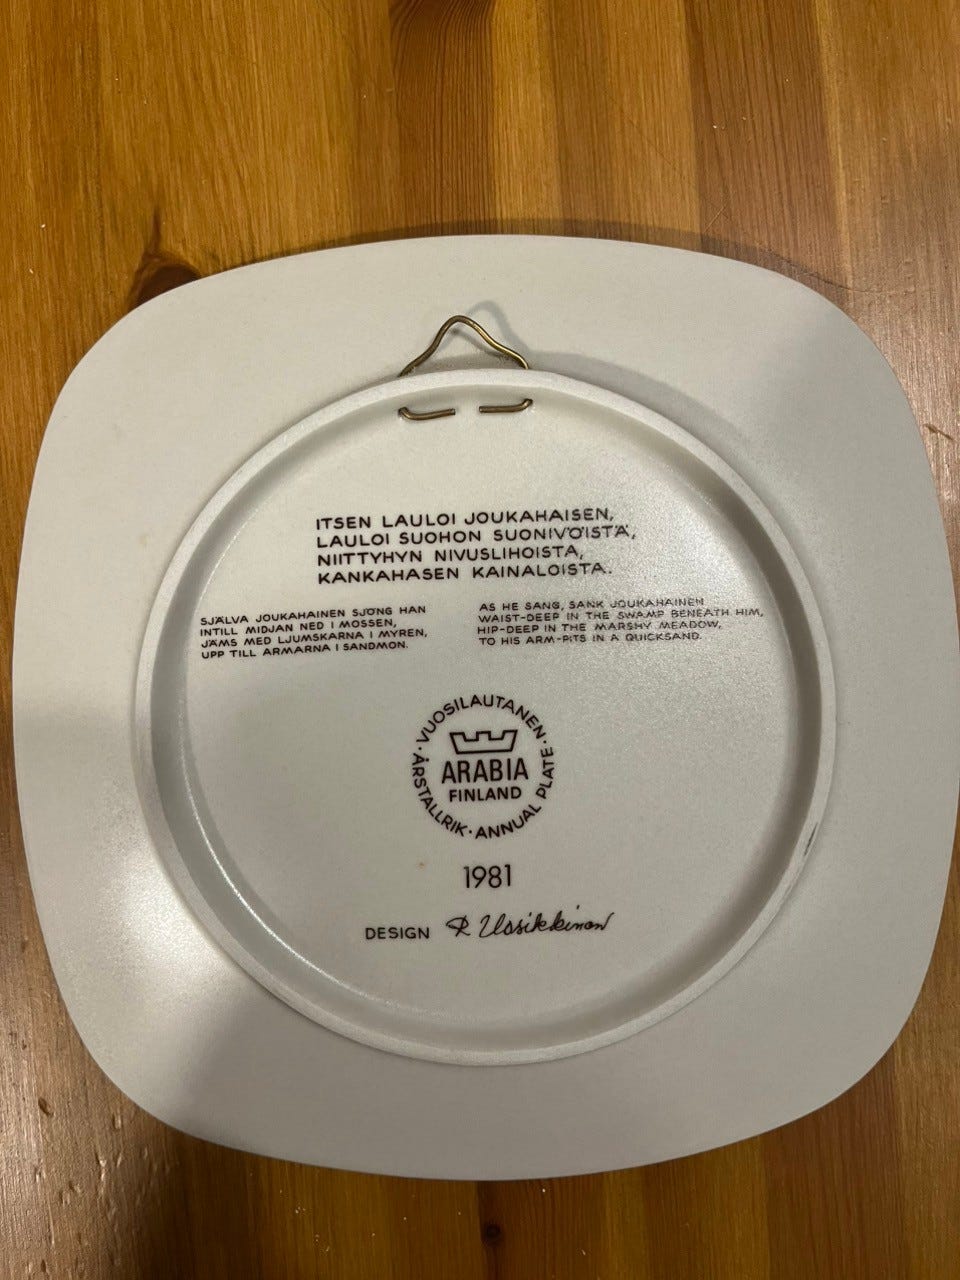 ITSEN LAULOI JOUKAHAISEN,
LAULOI SUOHON SUONIVÖISTÄ,
NIITTYHYN NIVUSLIHOISTA,
KANKAHASEN KAINALOISTA.
SJÄLVA JOUKAHAINEN SJÖNG HAN
INTILL MIDJAN NED I MOSSEN,
JÄMS MED LJUMSKARNA I MYREN,
UPP TILL ARMARNA I SANDMON.
AS HE SANG, SANK JOUKAHAINEN
WAIST-DEEP IN THE SWAMP BENEATH HIM,
HIP-DEEP IN THE MARSHY MEADOW,
TO HIS ARM-PITS IN A QUICKSAND.
· VUOSILAUTANEN · ANNUAL PLATE · ÅRSTALLRIK
ARABIA
FINLAND
1981
DESIGN R Uosikkinen